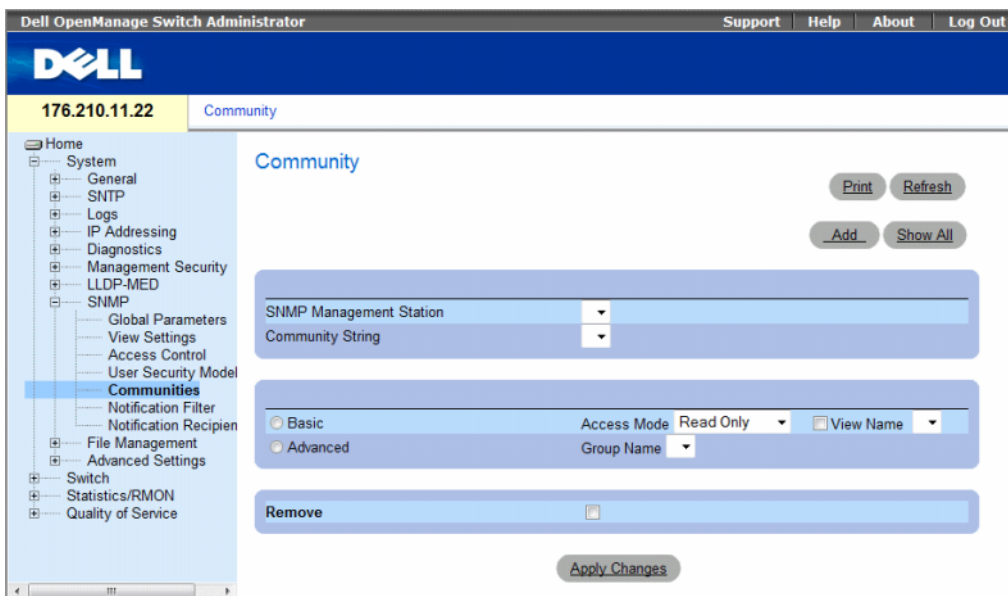 Dell OpenManage Switch Administrator Support Help About Log Out
DELL
176.210.11.22 Community
Home
System
General
SNTP
Logs
IP Addressing
Diagnostics
Management Security
LLDP-MED
SNMP
Global Parameters
View Settings
Access Control
User Security Model
Communities
Notification Filter
Notification Recipien
File Management
Advanced Settings
Switch
Statistics/RMON
Quality of Service
Community
Print Refresh
Add Show All
SNMP Management Station
Community String
Basic Access Mode Read Only View Name
Advanced Group Name
Remove
Apply Changes